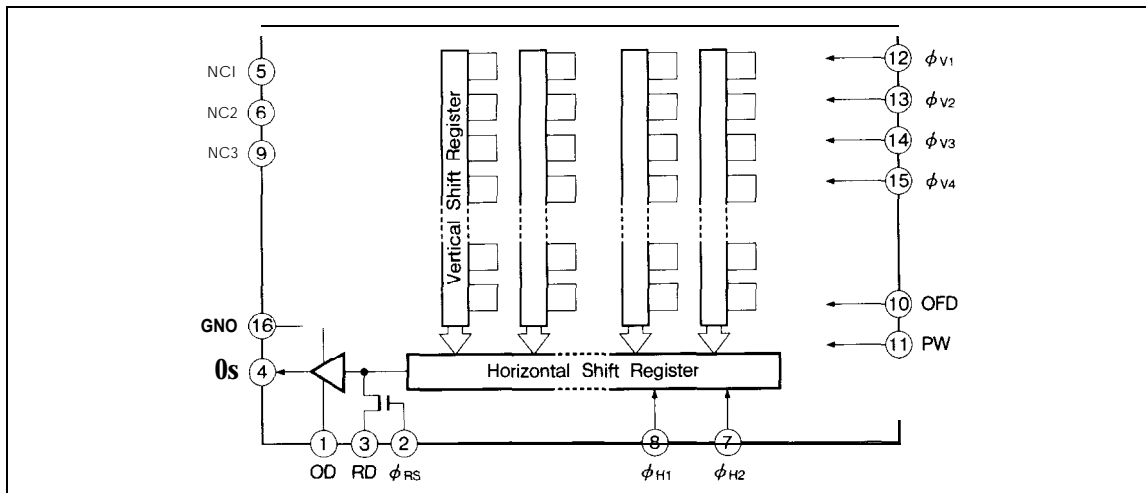 NC1 5
NC2 6
NC3 9
GNO 16
0s 4
1
OD
3
RD
2
ϕRS
8
ϕH1
7
ϕH2
12 ϕV1
13 ϕV2
14 ϕV3
15 ϕV4
10 OFD
11 PW
Vertical Shift Register
Horizontal Shift Register